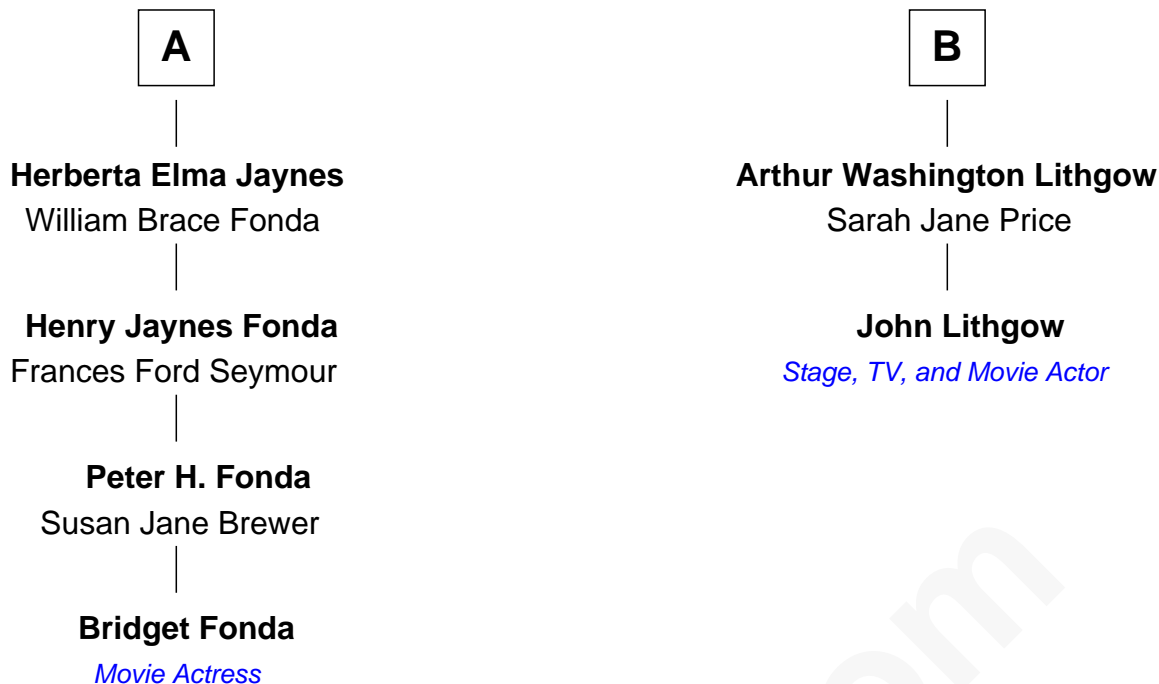 A
B
Herberta Elma Jaynes
William Brace Fonda
Arthur Washington Lithgow
Sarah Jane Price
Henry Jaynes Fonda
Frances Ford Seymour
John Lithgow
Stage, TV, and Movie Actor
Peter H. Fonda
Susan Jane Brewer
Bridget Fonda
Movie Actress
om